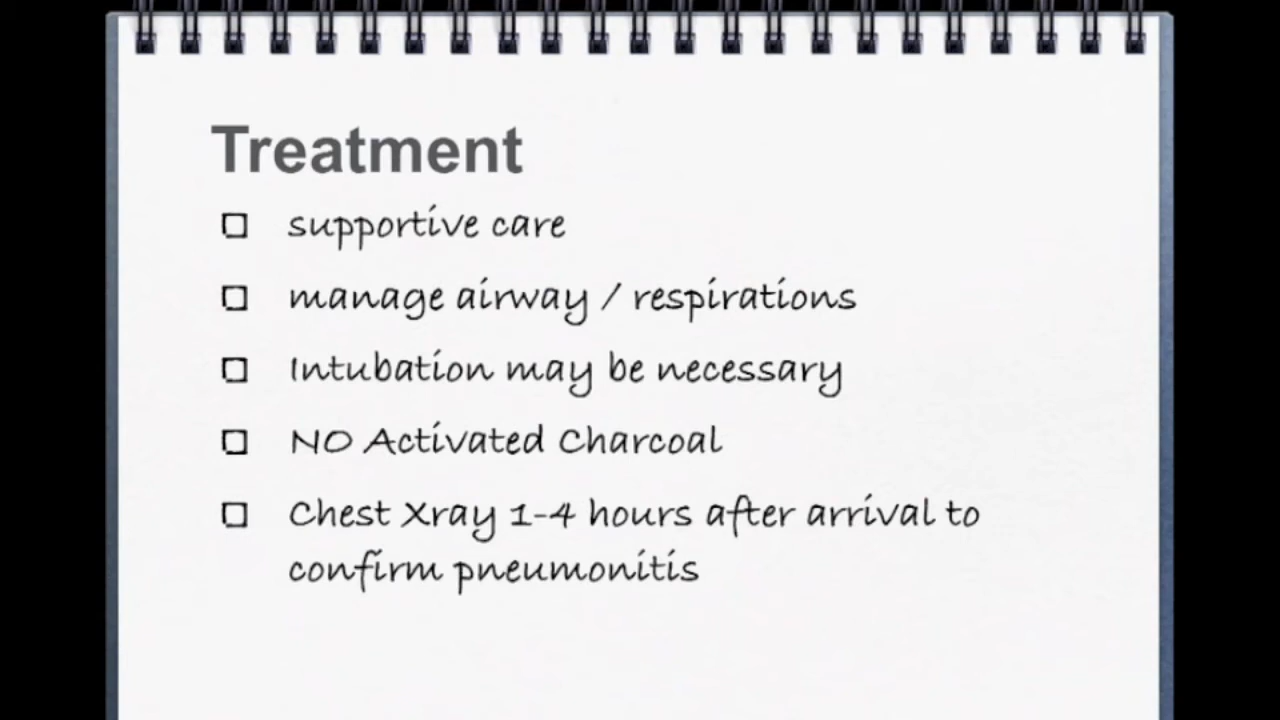 Treatment
supportive care
manage airway / respirations
Intubation may be necessary
NO Activated Charcoal
Chest Xray 1-4 hours after arrival to
confirm pneumonitis